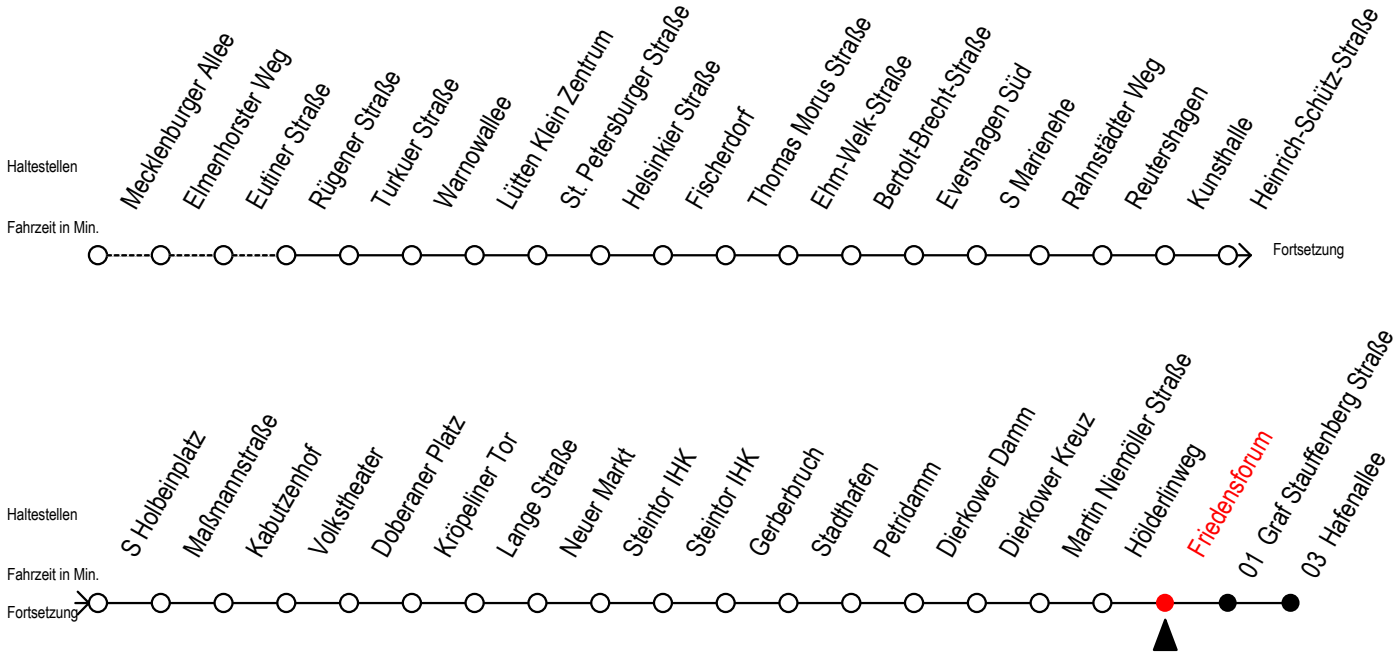 Haltestellen
Mecklenburger Allee
Elmenhorster Weg
Eutiner Straße
Rügener Straße
Turkuer Straße
Warnowallee
Lütten Klein Zentrum
St. Petersburger Straße
Helsinkier Straße
Fischerdorf
Thomas Morus Straße
Ehm-Welk-Straße
Bertolt-Brecht-Straße
Evershagen Süd
S Marienehe
Rahnstädter Weg
Reutershagen
Kunsthalle
Heinrich-Schütz-Straße
Fahrzeit in Min.
Fortsetzung
Haltestellen
S Holbeinplatz
Maßmannstraße
Kabutzenhof
Volkstheater
Doberaner Platz
Kröpeliner Tor
Lange Straße
Neuer Markt
Steintor IHK
Steintor IHK
Gerberbruch
Stadthafen
Petridamm
Dierkower Damm
Dierkower Kreuz
Martin Niemöller Straße
Hölderlinweg
Friedensforum
01 Graf Stauffenberg Straße
03 Hafenallee
Fahrzeit in Min.
Fortsetzung